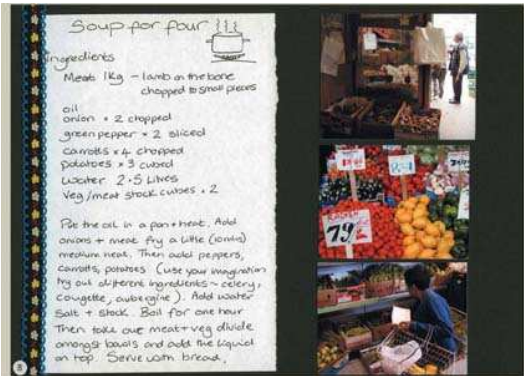 Soup for four
ingredients
Meat 1kg - lamb on the bone
chopped to small pieces
oil
onion × 2 chopped
green pepper × 2 sliced
carrotts × 4 chopped
potatoes × 3 cubed
water 2.5 Litres
Veg/meat stock cubes × 2
Put the oil in a pan + heat. Add
onions + meat fry a little (10mins)
medium heat. Then add peppers,
carrots, potatoes (use your imagination
try out different ingredients - celery,
cougette, aubergine). Add water
salt + stock. Boil for one hour
Then take out meat + veg divide
amongst bowls and add the liquid
on top. Serve with bread.
79
8